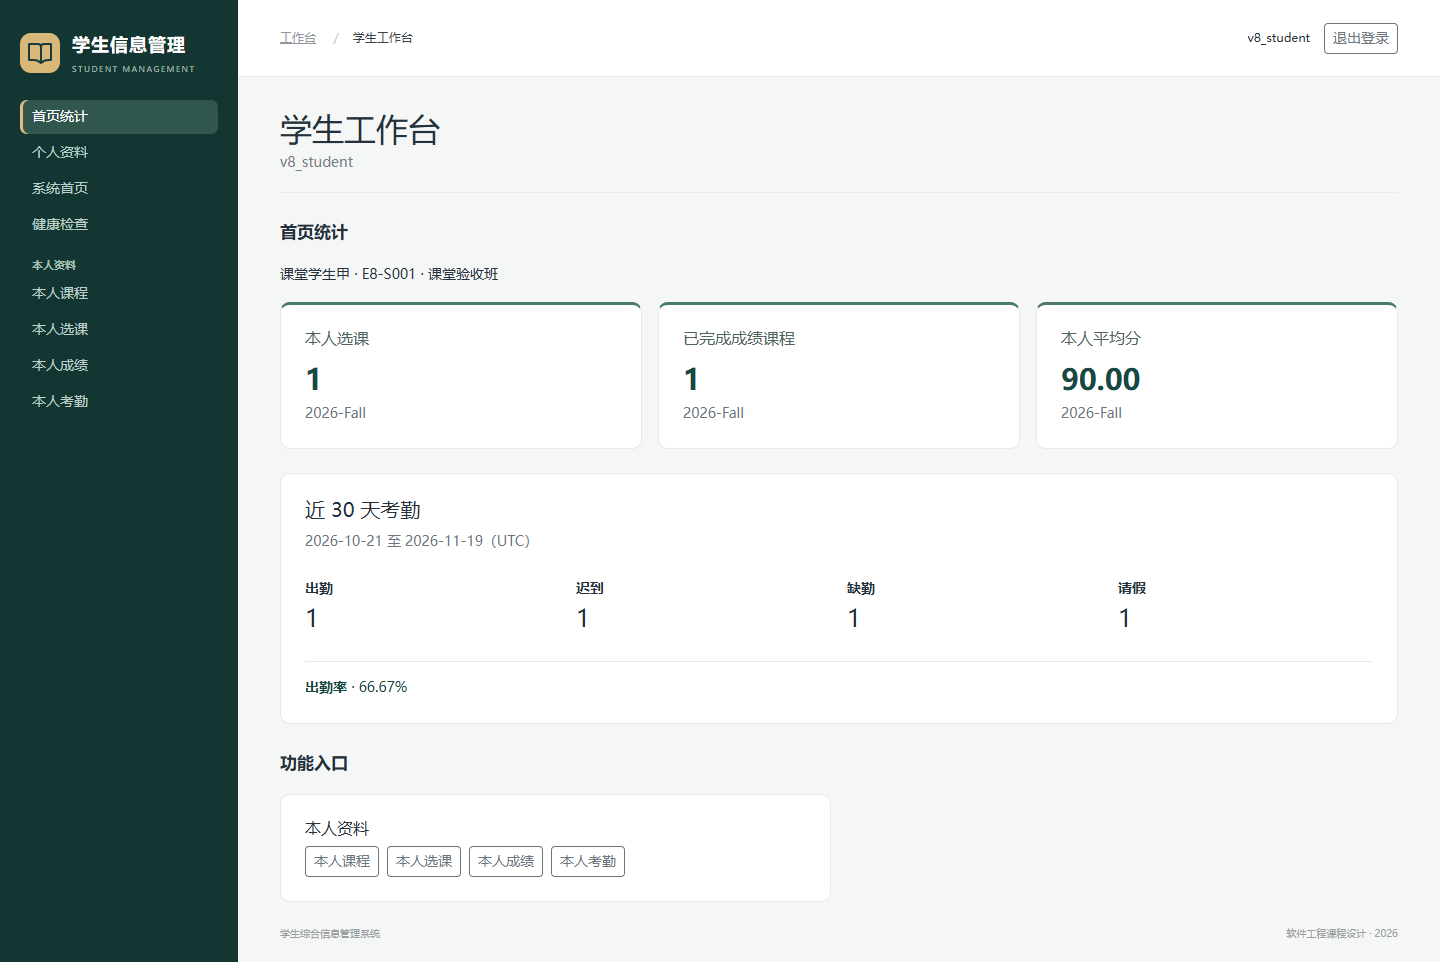 学生信息管理
STUDENT MANAGEMENT
首页统计
个人资料
系统首页
健康检查
本人资料
本人课程
本人选课
本人成绩
本人考勤
工作台 / 学生工作台
v8_student 退出登录
学生工作台
v8_student
首页统计
课堂学生甲 · E8-S001 · 课堂验收班
本人选课
1
2026-Fall
已完成成绩课程
1
2026-Fall
本人平均分
90.00
2026-Fall
近 30 天考勤
2026-10-21 至 2026-11-19（UTC）
出勤 迟到 缺勤 请假
1 1 1 1
出勤率 · 66.67%
功能入口
本人资料
本人课程 本人选课 本人成绩 本人考勤
学生综合信息管理系统 软件工程课程设计 · 2026